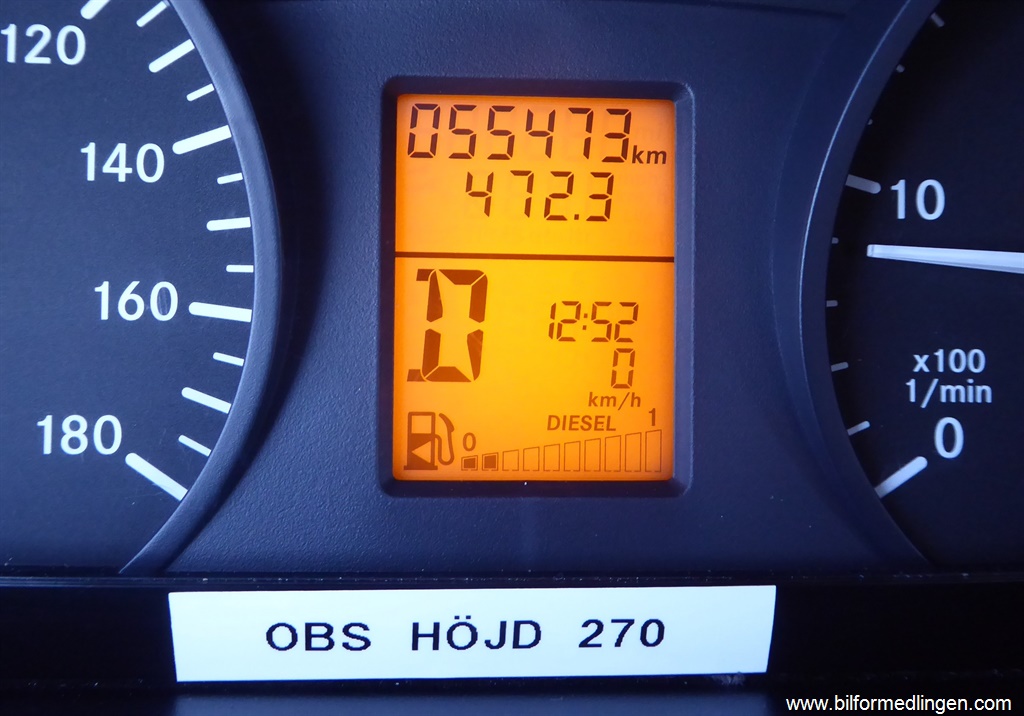 120
140
160
180
055473 km
472.3
D
12:52
0
km/h
DIESEL
0 1
10
x100
1/min
0
OBS HÖJD 270
www.bilformedlingen.com